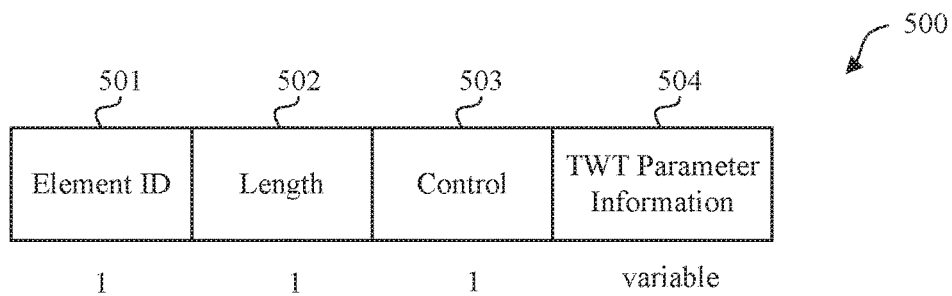 500
501 502 503 504
Element ID Length Control TWT Parameter
Information
1 1 1 variable